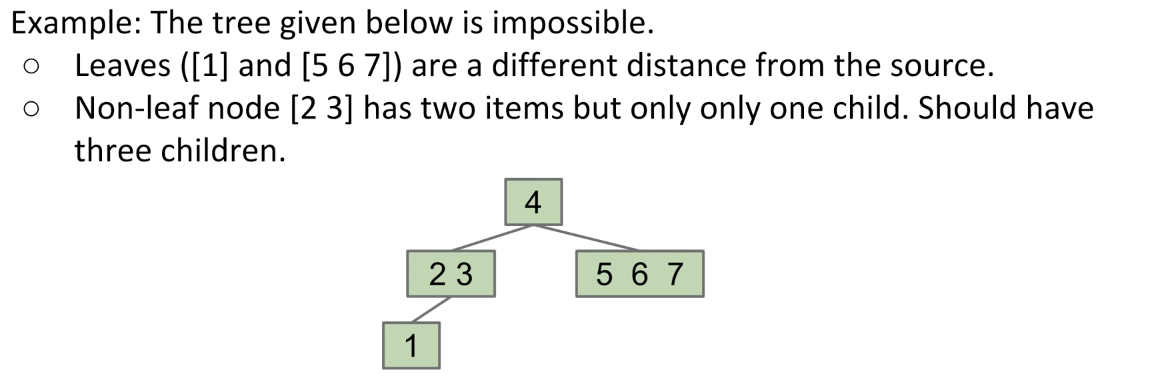 Example: The tree given below is impossible.
○ Leaves ([1] and [5 6 7]) are a different distance from the source.
○ Non-leaf node [2 3] has two items but only only one child. Should have
three children.
4
2 3
5 6 7
1